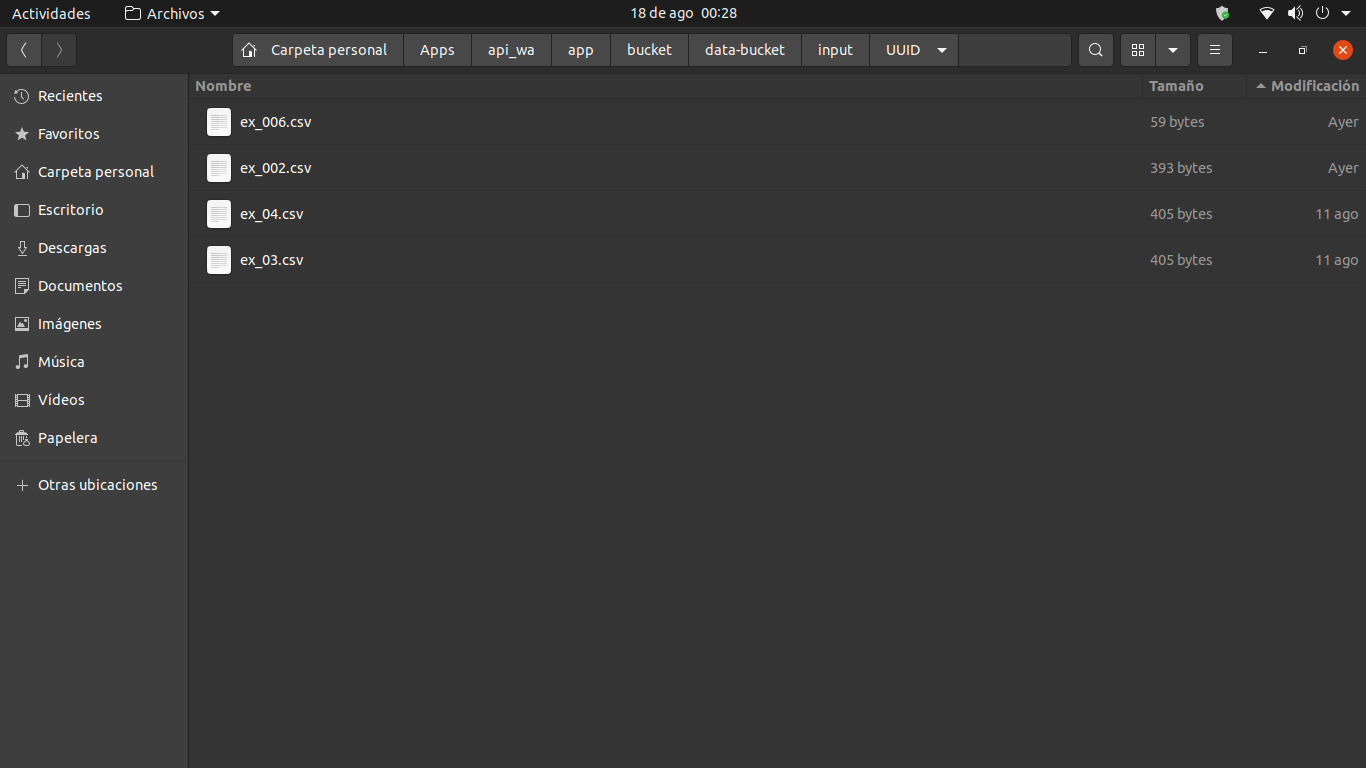 Actividades Archivos 18 de ago 00:28
Carpeta personal Apps api_wa app bucket data-bucket input UUID
Recientes
Favoritos
Carpeta personal
Escritorio
Descargas
Documentos
Imágenes
Música
Vídeos
Papelera
Otras ubicaciones
Nombre Tamaño Modificación
ex_006.csv 59 bytes Ayer
ex_002.csv 393 bytes Ayer
ex_04.csv 405 bytes 11 ago
ex_03.csv 405 bytes 11 ago